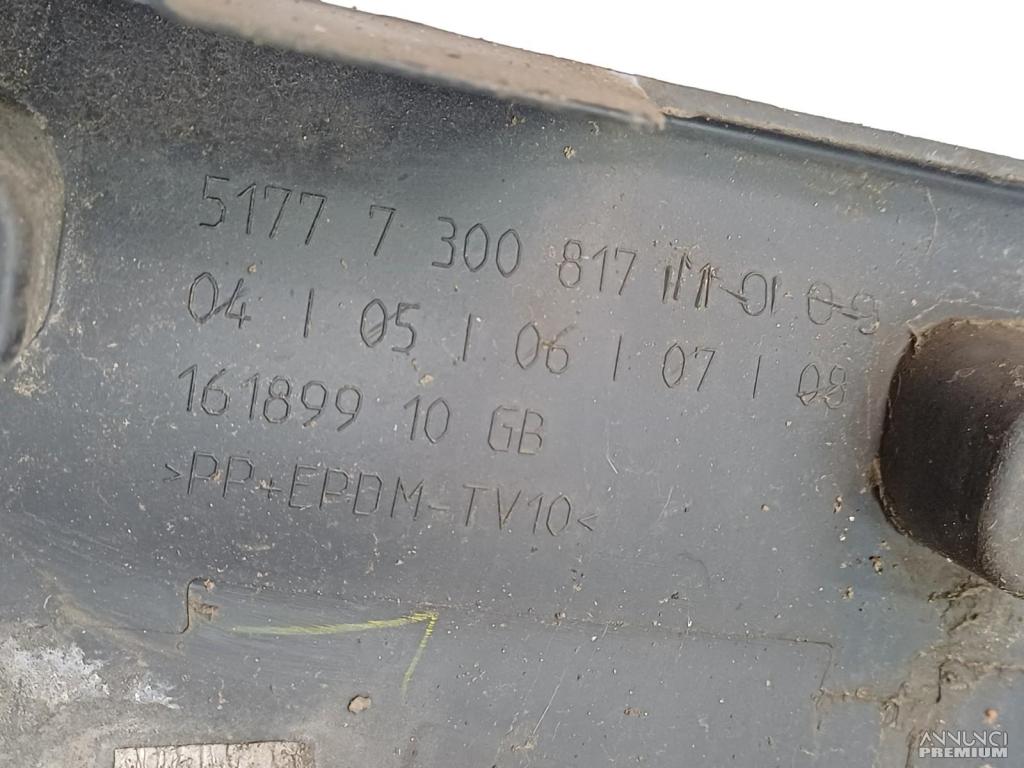 5177 7 300 817
04 | 05 | 06 | 07 | 08
161899 10 GB
>PP+EPDM-TV10<
ANNUNCI
PREMIUM